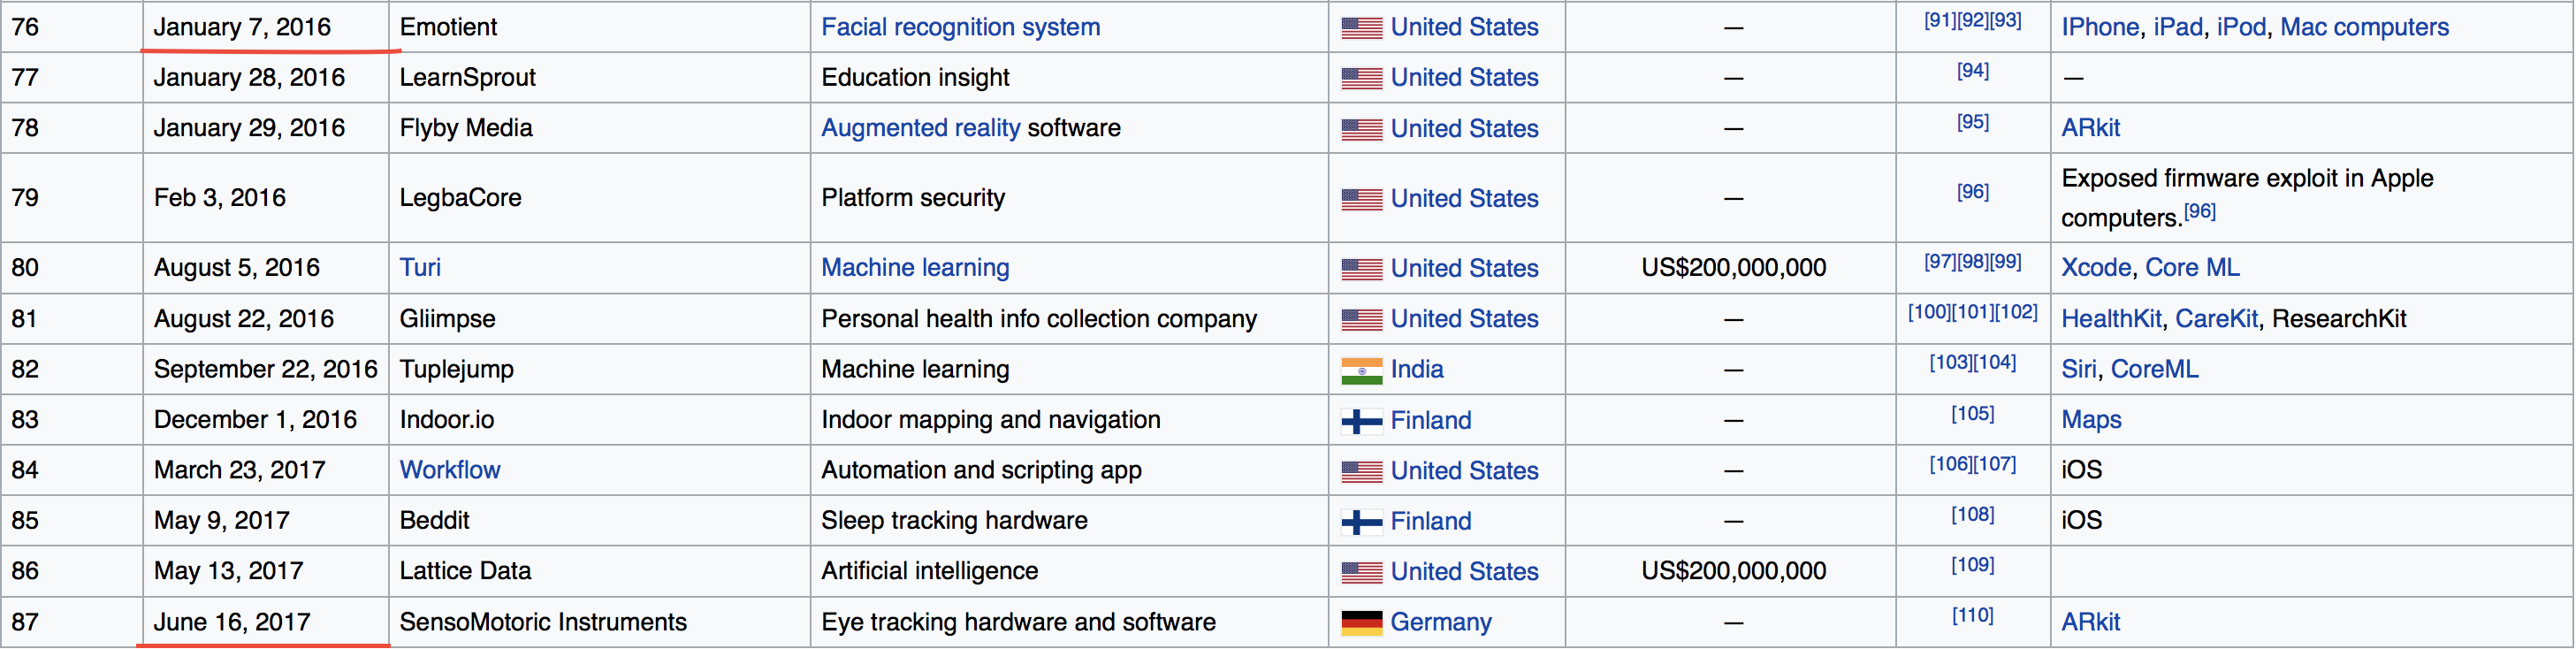 76 January 7, 2016 Emotient Facial recognition system United States — [91][92][93] IPhone, iPad, iPod, Mac computers
77 January 28, 2016 LearnSprout Education insight United States — [94] —
78 January 29, 2016 Flyby Media Augmented reality software United States — [95] ARkit
79 Feb 3, 2016 LegbaCore Platform security United States — [96] Exposed firmware exploit in Apple
computers.[96]
80 August 5, 2016 Turi Machine learning United States US$200,000,000 [97][98][99] Xcode, Core ML
81 August 22, 2016 Gliimpse Personal health info collection company United States — [100][101][102] HealthKit, CareKit, ResearchKit
82 September 22, 2016 Tuplejump Machine learning India — [103][104] Siri, CoreML
83 December 1, 2016 Indoor.io Indoor mapping and navigation Finland — [105] Maps
84 March 23, 2017 Workflow Automation and scripting app United States — [106][107] iOS
85 May 9, 2017 Beddit Sleep tracking hardware Finland — [108] iOS
86 May 13, 2017 Lattice Data Artificial intelligence United States US$200,000,000 [109]
87 June 16, 2017 SensoMotoric Instruments Eye tracking hardware and software Germany — [110] ARkit